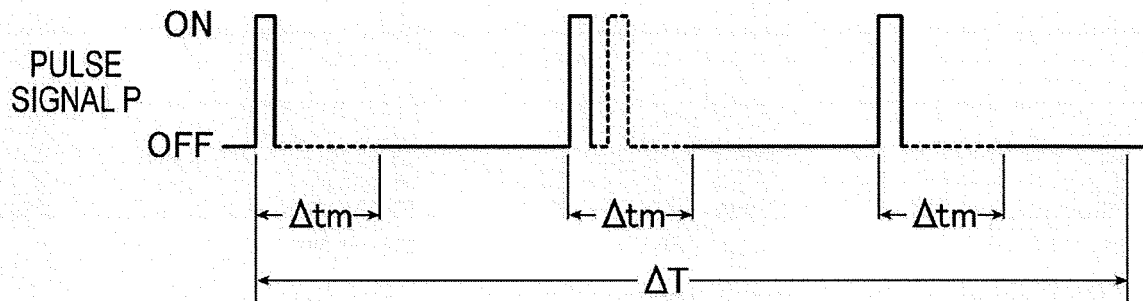 ON
PULSE
SIGNAL P
OFF
Δtm
Δtm
Δtm
ΔT